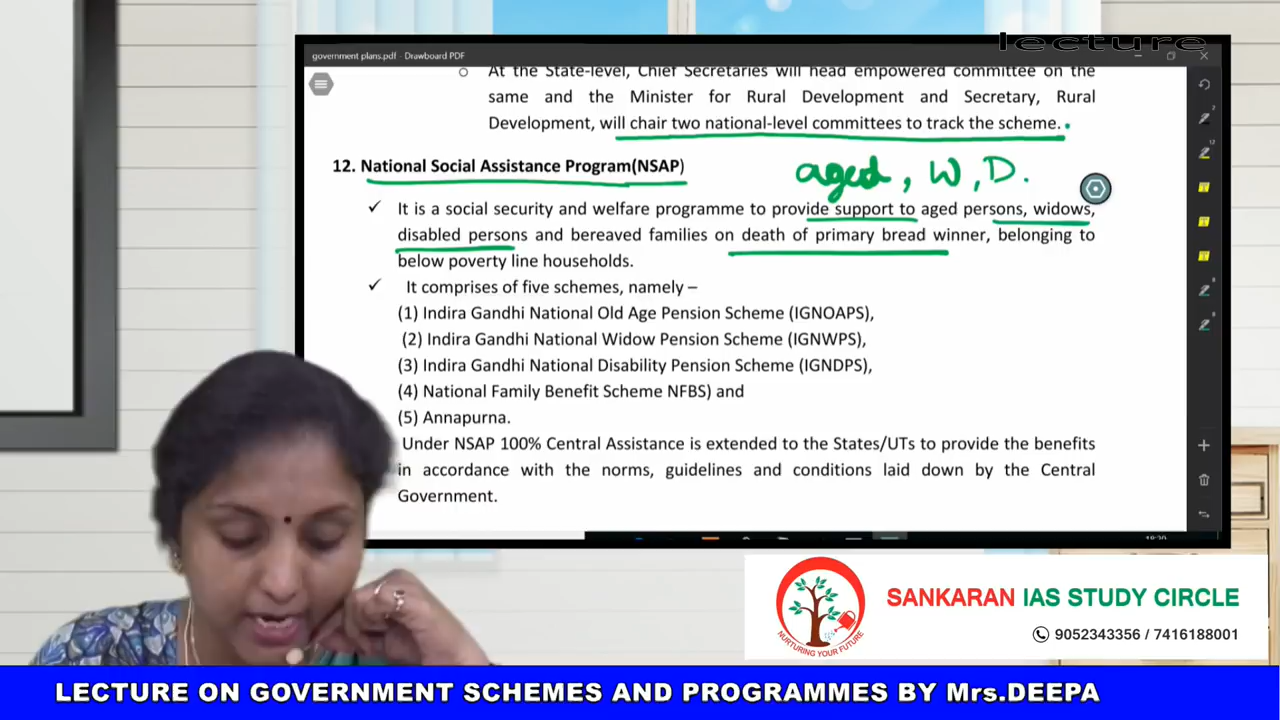 lecture
government plans.pdf - Drawboard PDF
At the State-level, Chief Secretaries will head empowered committee on the
same and the Minister for Rural Development and Secretary, Rural
Development, will chair two national-level committees to track the scheme.
12. National Social Assistance Program(NSAP)
aged, W, D.
It is a social security and welfare programme to provide support to aged persons, widows,
disabled persons and bereaved families on death of primary bread winner, belonging to
below poverty line households.
It comprises of five schemes, namely –
(1) Indira Gandhi National Old Age Pension Scheme (IGNOAPS),
(2) Indira Gandhi National Widow Pension Scheme (IGNWPS),
(3) Indira Gandhi National Disability Pension Scheme (IGNDPS),
(4) National Family Benefit Scheme NFBS) and
(5) Annapurna.
Under NSAP 100% Central Assistance is extended to the States/UTs to provide the benefits
in accordance with the norms, guidelines and conditions laid down by the Central
Government.
NURTURING YOUR FUTURE
SANKARAN IAS STUDY CIRCLE
9052343356 / 7416188001
LECTURE ON GOVERNMENT SCHEMES AND PROGRAMMES BY Mrs.DEEPA